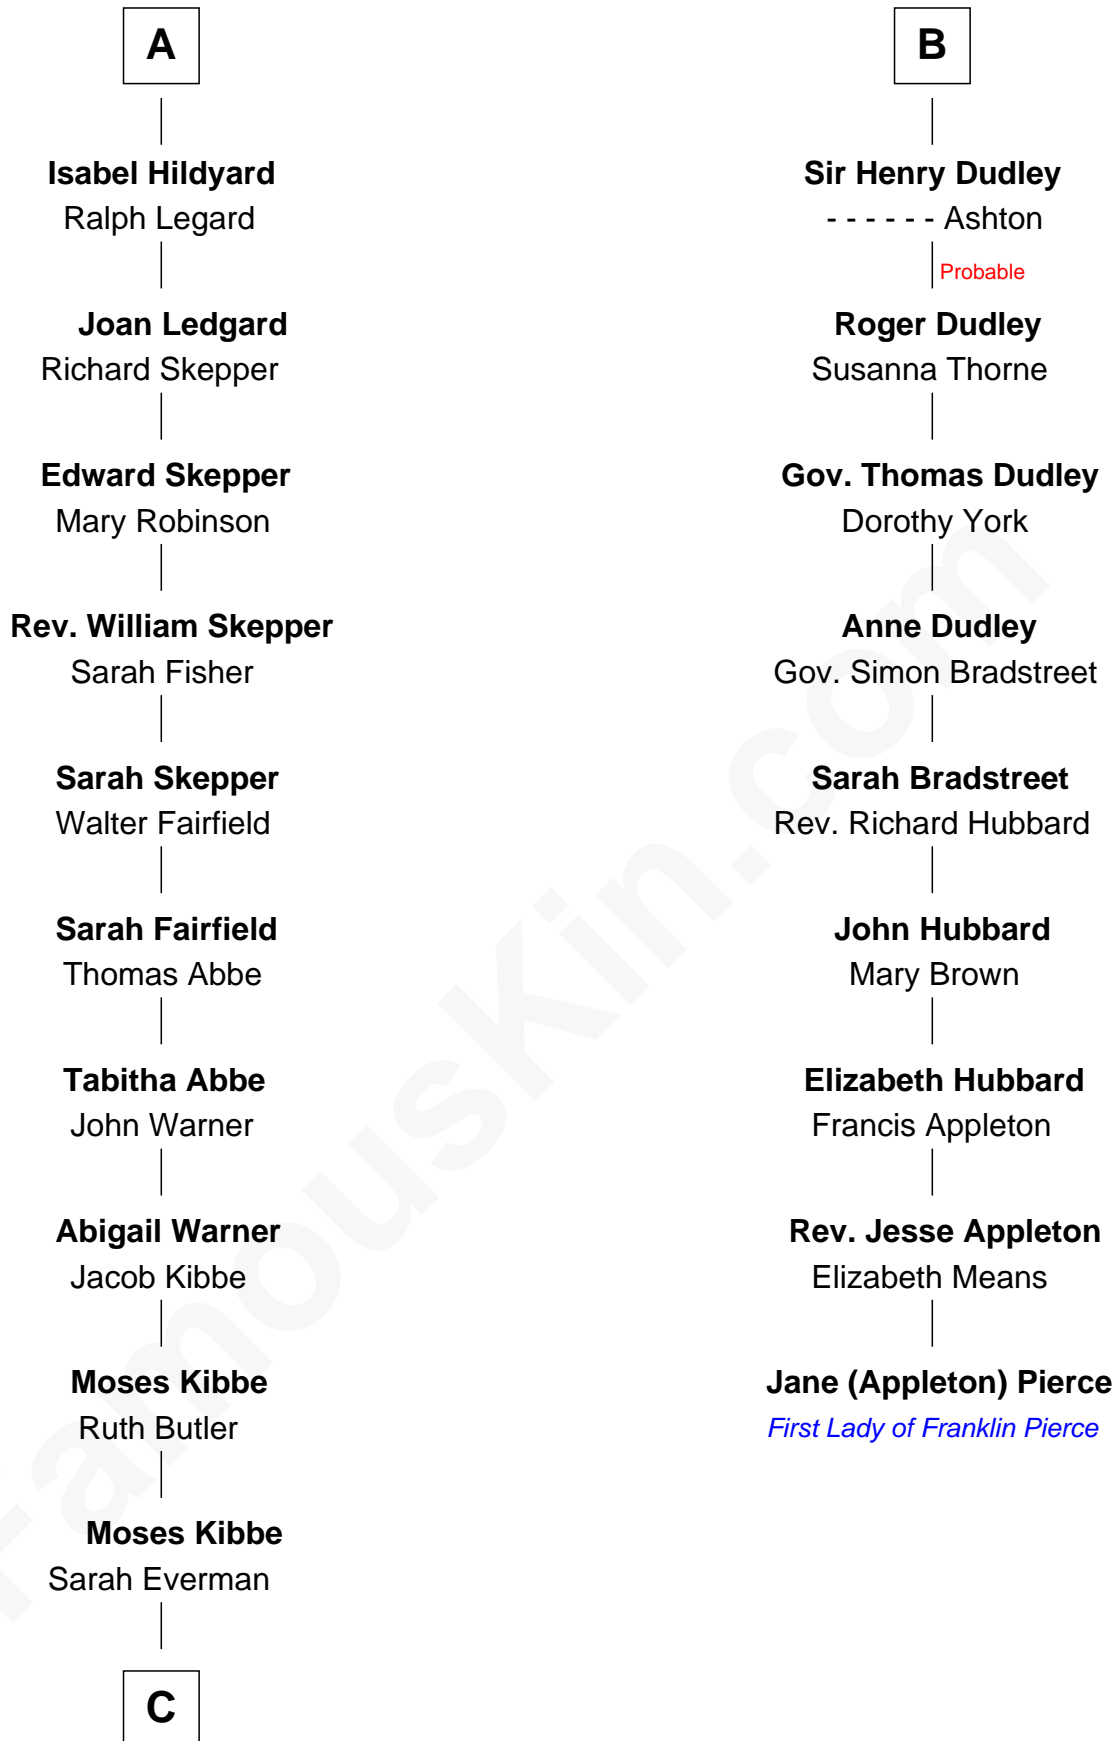 A
Isabel Hildyard
Ralph Legard
Joan Ledgard
Richard Skepper
Edward Skepper
Mary Robinson
Rev. William Skepper
Sarah Fisher
Sarah Skepper
Walter Fairfield
Sarah Fairfield
Thomas Abbe
Tabitha Abbe
John Warner
Abigail Warner
Jacob Kibbe
Moses Kibbe
Ruth Butler
Moses Kibbe
Sarah Everman
C
B
Sir Henry Dudley
- - - - - - Ashton
Probable
Roger Dudley
Susanna Thorne
Gov. Thomas Dudley
Dorothy York
Anne Dudley
Gov. Simon Bradstreet
Sarah Bradstreet
Rev. Richard Hubbard
John Hubbard
Mary Brown
Elizabeth Hubbard
Francis Appleton
Rev. Jesse Appleton
Elizabeth Means
Jane (Appleton) Pierce
First Lady of Franklin Pierce
FamousKin.com